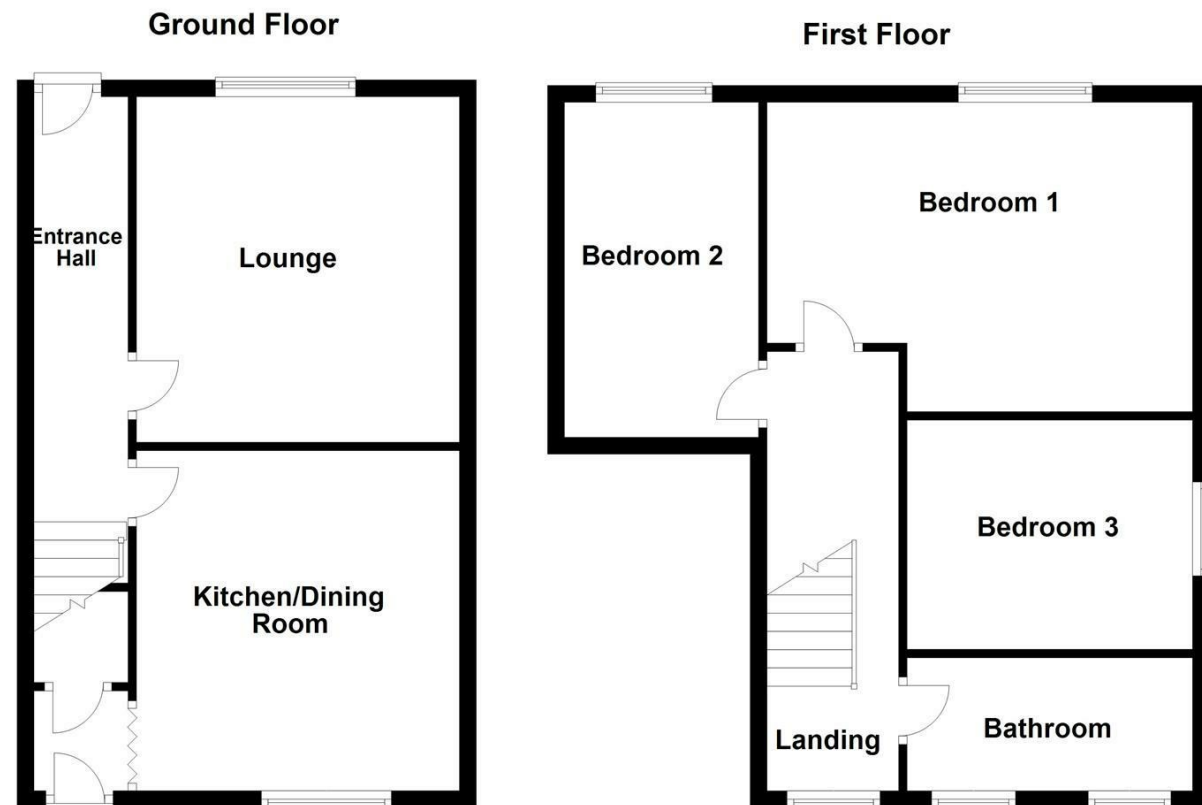 Ground Floor
Entrance
Hall
Lounge
Kitchen/Dining
Room
First Floor
Bedroom 1
Bedroom 2
Bedroom 3
Bathroom
Landing